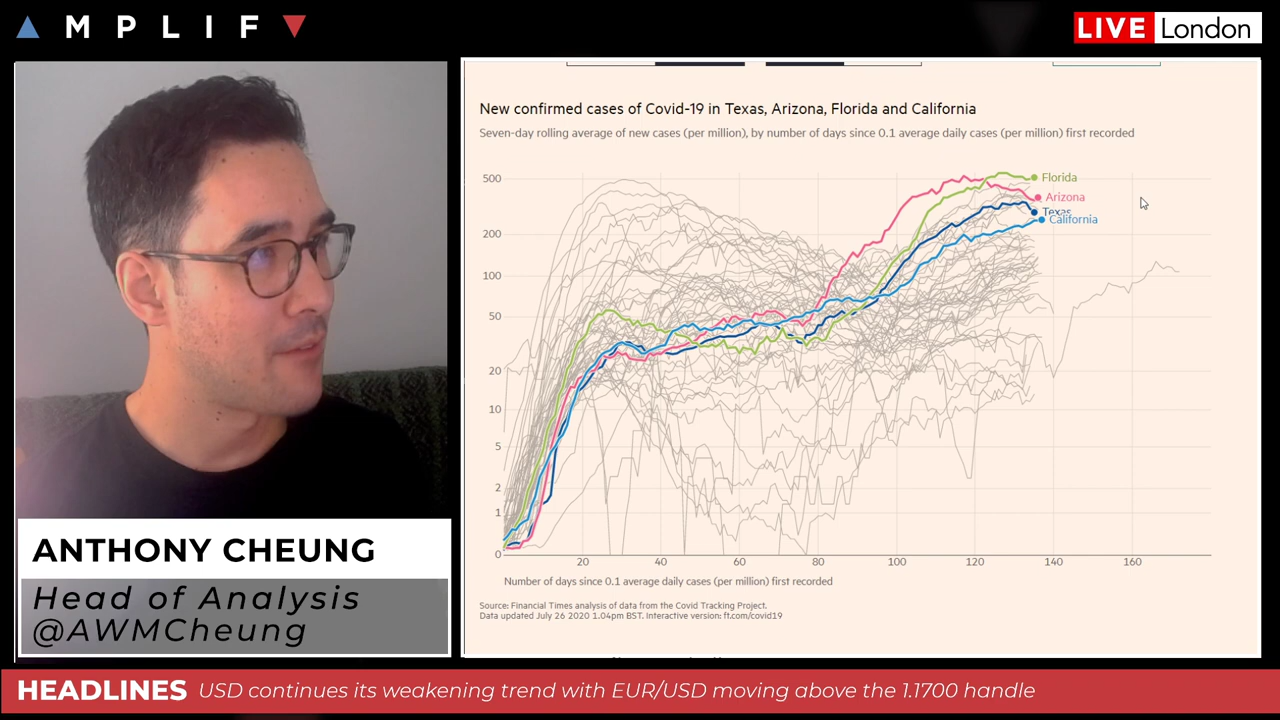 AMPLIFY
LIVE London
New confirmed cases of Covid-19 in Texas, Arizona, Florida and California
Seven-day rolling average of new cases (per million), by number of days since 0.1 average daily cases (per million) first recorded
500
200
100
50
20
10
5
2
1
0
Florida
Arizona
Texas
California
20 40 60 80 100 120 140 160
Number of days since 0.1 average daily cases (per million) first recorded
Source: Financial Times analysis of data from the Covid Tracking Project.
Data updated July 26 2020 1.04pm BST. Interactive version: ft.com/covid19
ANTHONY CHEUNG
Head of Analysis
@AWMCheung
HEADLINES USD continues its weakening trend with EUR/USD moving above the 1.1700 handle